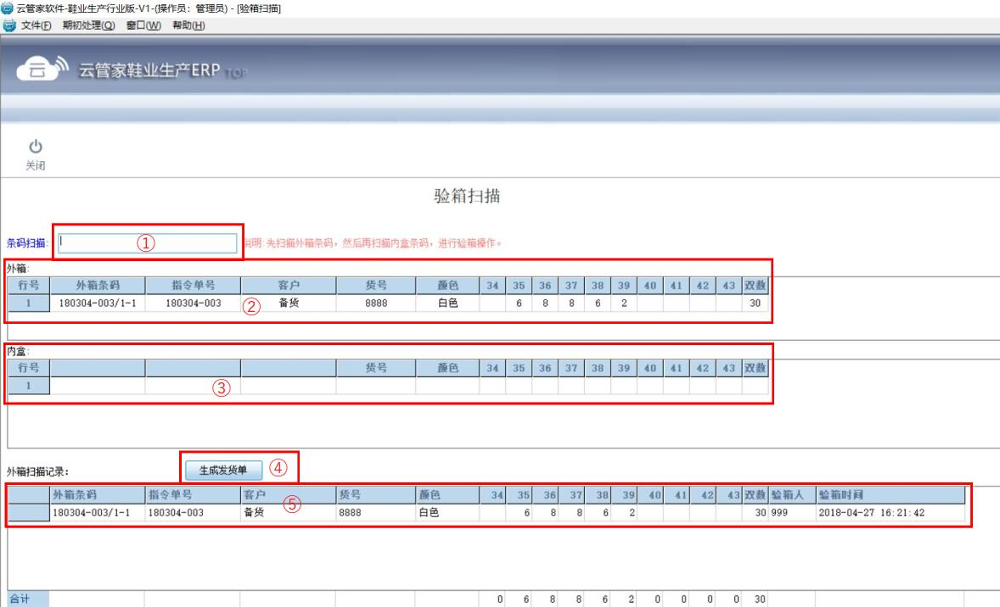 云管家软件-鞋业生产行业版-V1-(操作员：管理员) - [验箱扫描]
文件(F) 期初处理(Q) 窗口(W) 帮助(H)
云管家鞋业生产ERP TOP
关闭
验箱扫描
条码扫描: ① 说明:先扫描外箱条码，然后再扫描内盒条码，进行验箱操作。
外箱:
行号 外箱条码 指令单号 客户 货号 颜色 34 35 36 37 38 39 40 41 42 43 双数
1 180304-003/1-1 180304-003 ② 备货 8888 白色 6 8 8 6 2 30
内盒:
行号 货号 颜色 34 35 36 37 38 39 40 41 42 43 双数
1 ③
外箱扫描记录: 生成发货单 ④
外箱条码 指令单号 客户 货号 颜色 34 35 36 37 38 39 40 41 42 43 双数 验箱人 验箱时间
180304-003/1-1 180304-003 备货 ⑤ 8888 白色 6 8 8 6 2 30 999 2018-04-27 16:21:42
合计 0 6 8 8 6 2 0 0 0 0 30